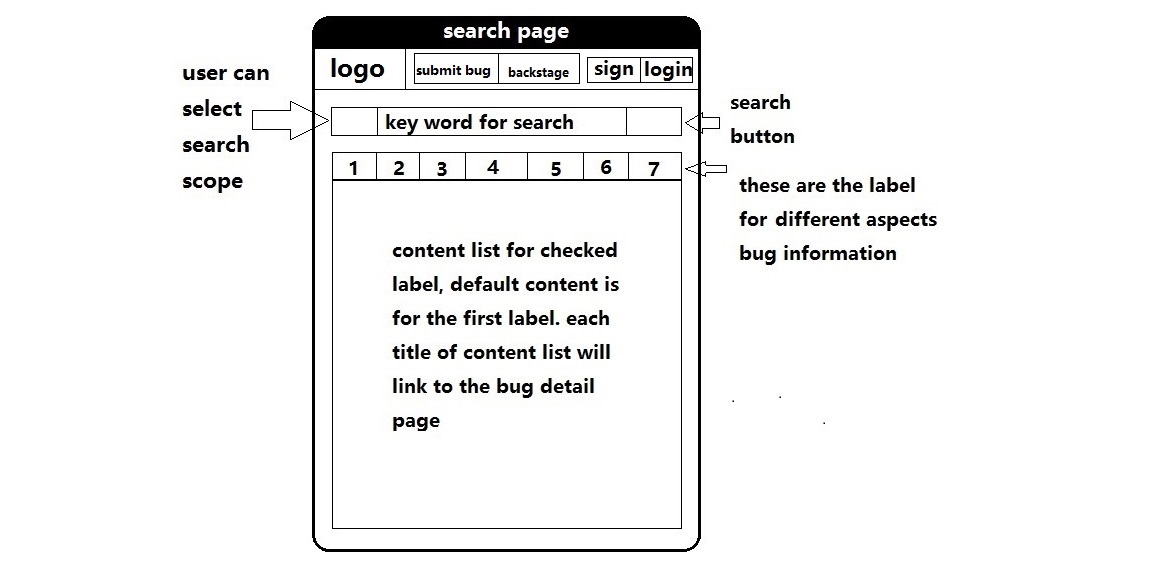 search page
logo
submit bug
backstage
sign
login
user can
select
search
scope
key word for search
search
button
1 2 3 4 5 6 7
these are the label
for different aspects
bug information
content list for checked
label, default content is
for the first label. each
title of content list will
link to the bug detail
page